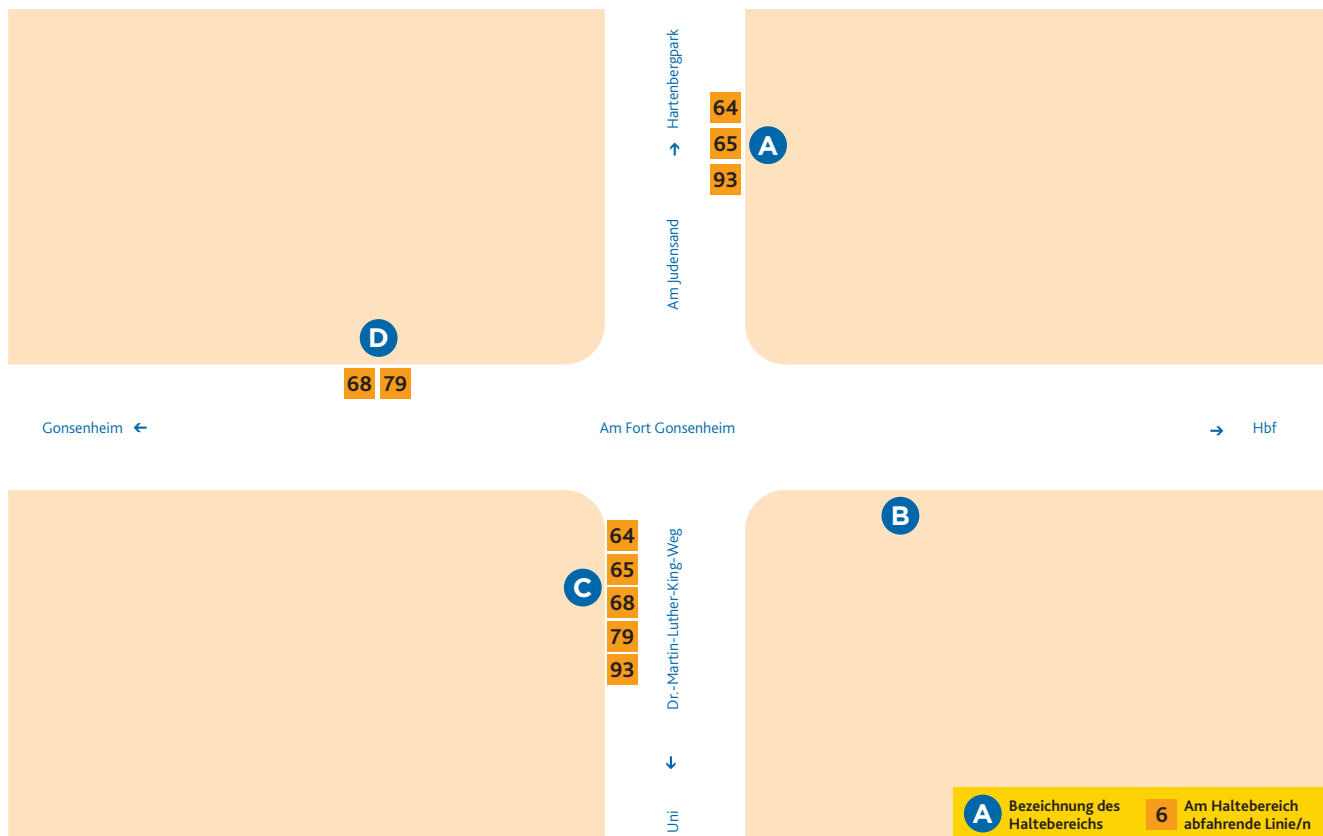 Hartenbergpark
→
Am Judensand
64
65
93
A
D
68 79
Gonsenheim ←
Am Fort Gonsenheim
→ Hbf
B
C
64
65
68
79
93
Dr.-Martin-Luther-King-Weg
←
Uni
A Bezeichnung des
Haltebereichs
6 Am Haltebereich
abfahrende Linie/n